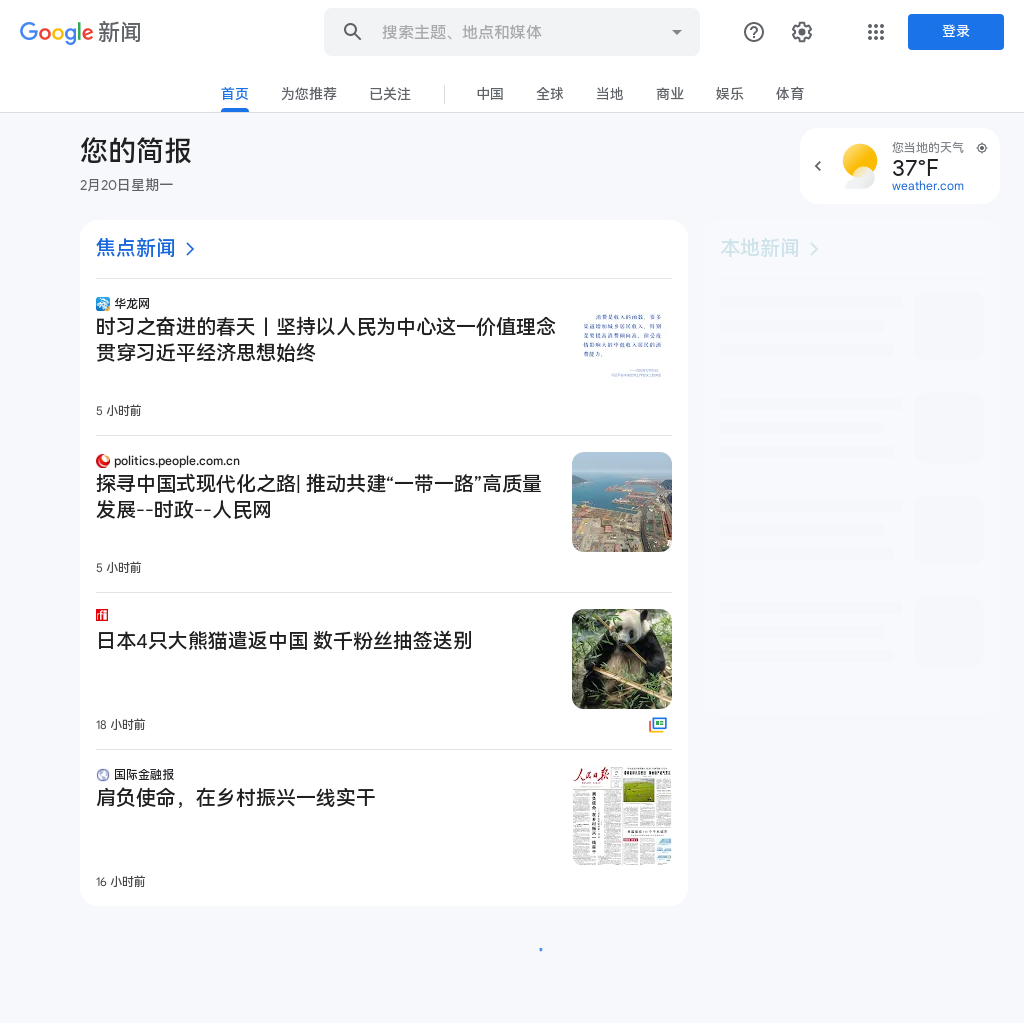 Google 新闻
搜索主题、地点和媒体
登录
首页 为您推荐 已关注 中国 全球 当地 商业 娱乐 体育
您的简报
2月20日星期一
您当地的天气
37°F
weather.com
焦点新闻
本地新闻
华龙网
时习之奋进的春天丨坚持以人民为中心这一价值理念
贯穿习近平经济思想始终
5 小时前
politics.people.com.cn
探寻中国式现代化之路| 推动共建“一带一路”高质量
发展--时政--人民网
5 小时前
rfi
日本4只大熊猫遣返中国 数千粉丝抽签送别
18 小时前
国际金融报
肩负使命，在乡村振兴一线实干
人民日报
16 小时前